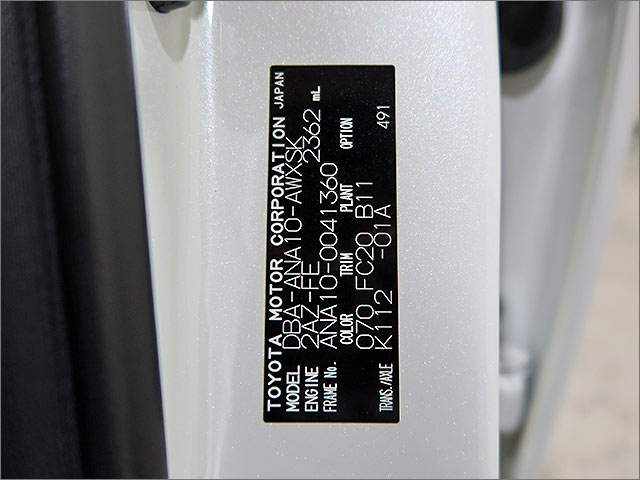 TOYOTA MOTOR CORPORATION JAPAN
MODEL DBA-ANA10-AWXSK
ENGINE 2AZ-FE 2362 mL
FRAME No. ANA10-0041360
COLOR TRIM PLANT OPTION
070 FC20 B11 491
TRANS./AXLE K112 -01A